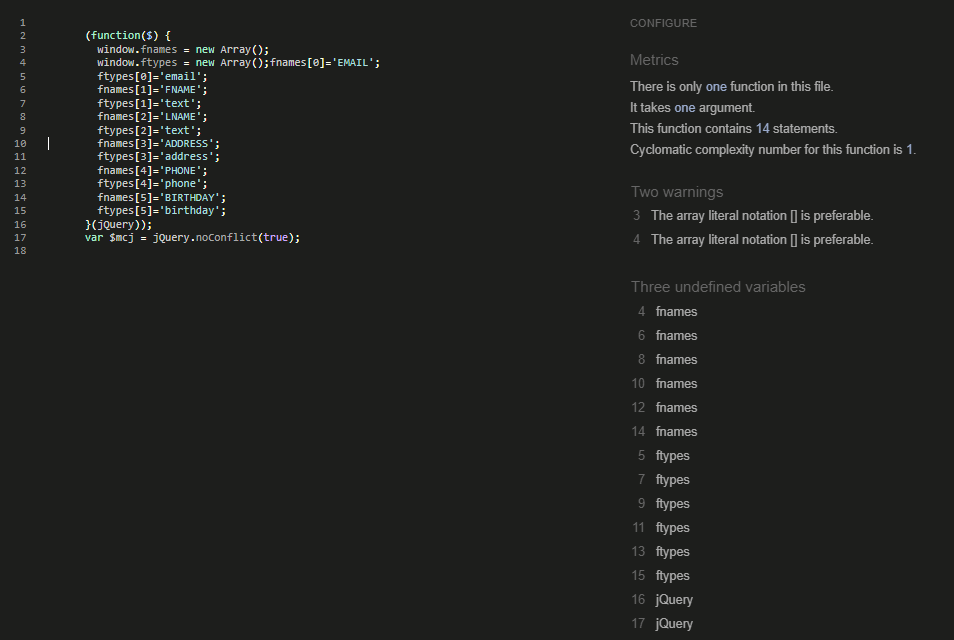 1
2 (function($) {
3 window.fnames = new Array();
4 window.ftypes = new Array();fnames[0]='EMAIL';
5 ftypes[0]='email';
6 fnames[1]='FNAME';
7 ftypes[1]='text';
8 fnames[2]='LNAME';
9 ftypes[2]='text';
10 fnames[3]='ADDRESS';
11 ftypes[3]='address';
12 fnames[4]='PHONE';
13 ftypes[4]='phone';
14 fnames[5]='BIRTHDAY';
15 ftypes[5]='birthday';
16 }(jQuery));
17 var $mcj = jQuery.noConflict(true);
18
CONFIGURE
Metrics
There is only one function in this file.
It takes one argument.
This function contains 14 statements.
Cyclomatic complexity number for this function is 1.
Two warnings
3 The array literal notation [] is preferable.
4 The array literal notation [] is preferable.
Three undefined variables
4 fnames
6 fnames
8 fnames
10 fnames
12 fnames
14 fnames
5 ftypes
7 ftypes
9 ftypes
11 ftypes
13 ftypes
15 ftypes
16 jQuery
17 jQuery